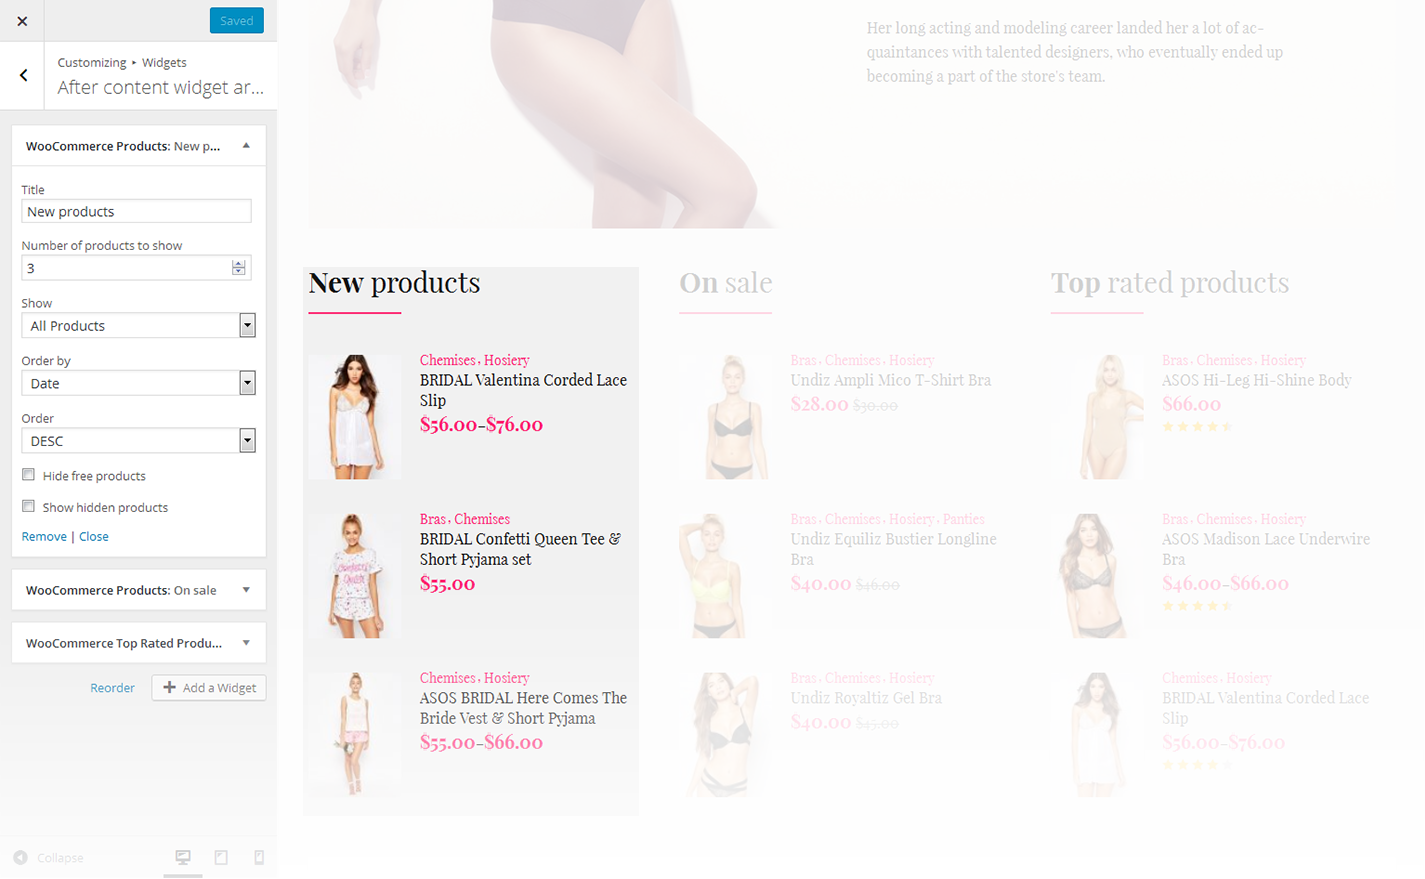 Saved
Customizing ▸ Widgets
After content widget ar...
WooCommerce Products: New p...
Title
New products
Number of products to show
3
Show
All Products
Order by
Date
Order
DESC
Hide free products
Show hidden products
Remove | Close
WooCommerce Products: On sale
WooCommerce Top Rated Produ...
Reorder
Add a Widget
Collapse
Her long acting and modeling career landed her a lot of ac-
quaintances with talented designers, who eventually ended up
becoming a part of the store's team.
New products
Chemises, Hosiery
BRIDAL Valentina Corded Lace
Slip
$56.00–$76.00
Bras, Chemises
BRIDAL Confetti Queen Tee &
Short Pyjama set
$55.00
Chemises, Hosiery
ASOS BRIDAL Here Comes The
Bride Vest & Short Pyjama
$55.00–$66.00
On sale
Bras, Chemises, Hosiery
Undiz Ampli Mico T-Shirt Bra
$28.00 $30.00
Bras, Chemises, Hosiery, Panties
Undiz Equiliz Bustier Longline
Bra
$40.00 $46.00
Bras, Chemises, Hosiery
Undiz Royaltiz Gel Bra
$40.00 $45.00
Top rated products
Bras, Chemises, Hosiery
ASOS Hi-Leg Hi-Shine Body
$66.00
Bras, Chemises, Hosiery
ASOS Madison Lace Underwire
Bra
$46.00–$66.00
Chemises, Hosiery
BRIDAL Valentina Corded Lace
Slip
$56.00–$76.00